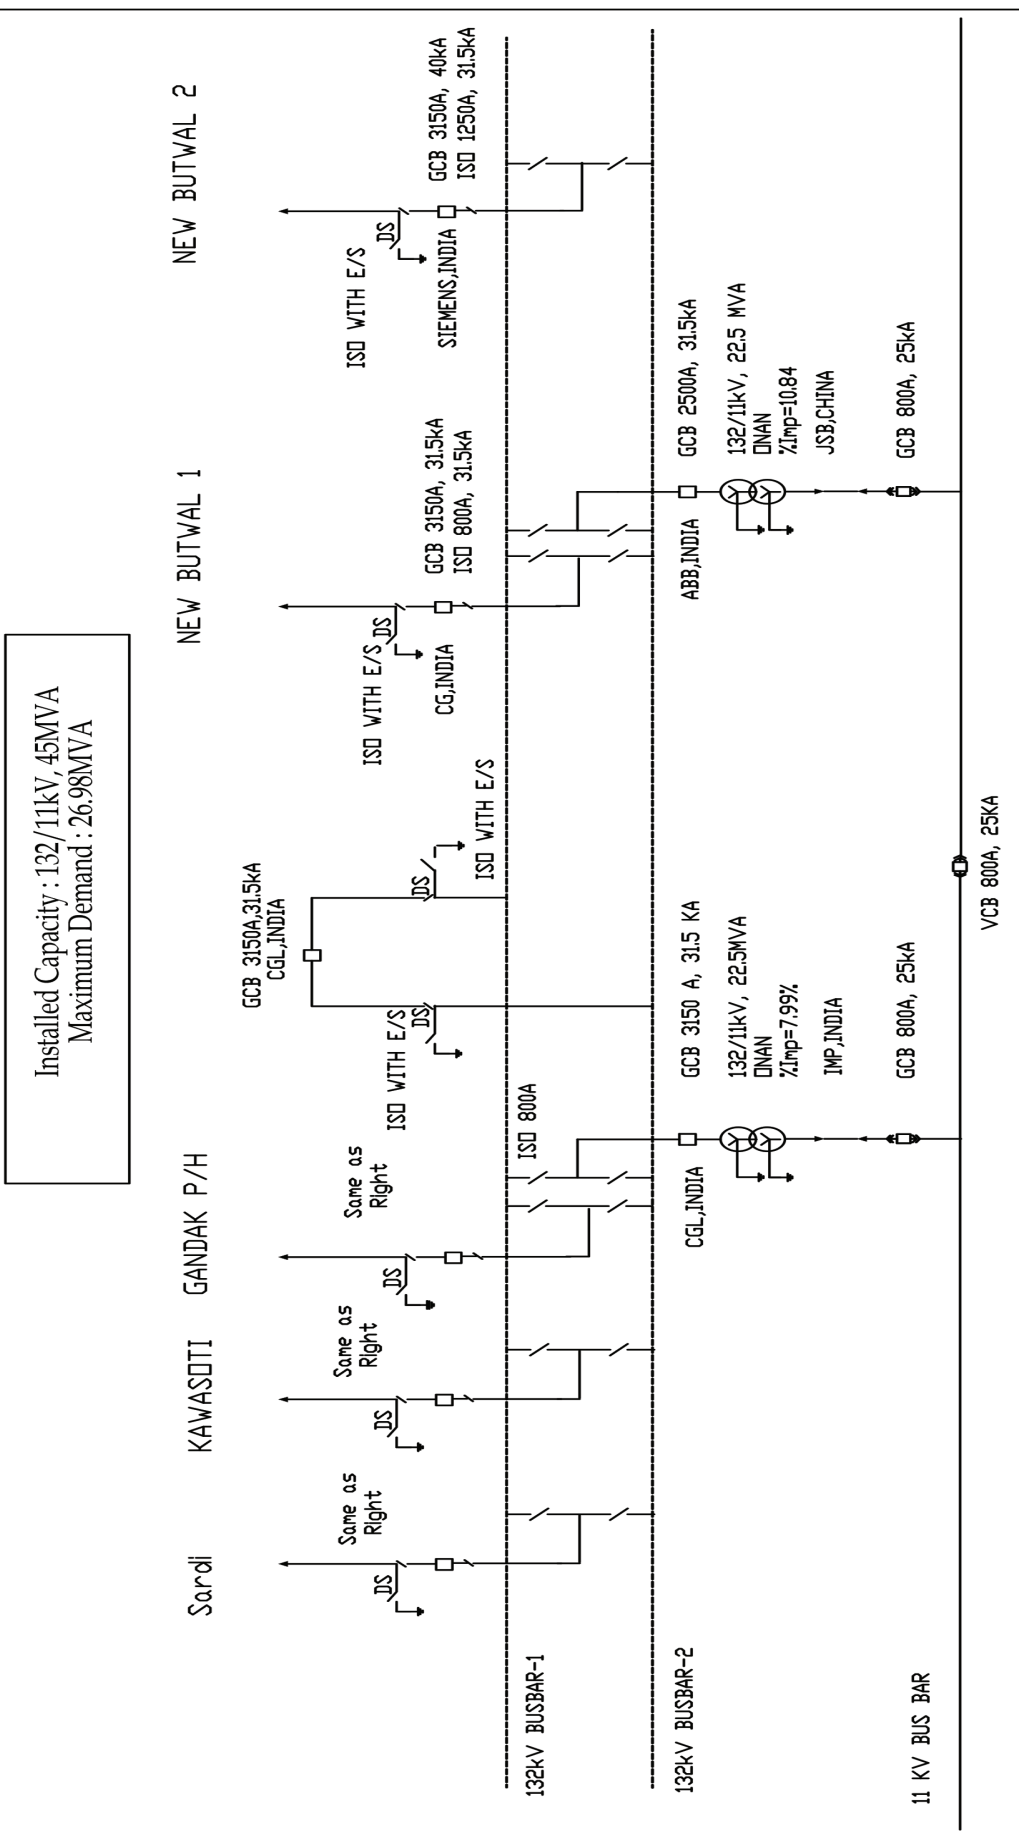 Installed Capacity : 132/11kV, 45MVA
Maximum Demand : 26.98MVA
Sardi
KAWASOTI
GANDAK P/H
NEW BUTWAL 1
NEW BUTWAL 2
Same as
Right
DS
Same as
Right
DS
Same as
Right
DS
GCB 3150A,31.5kA
CGL,INDIA
ISO WITH E/S
DS
DS
ISO WITH E/S
ISO WITH E/S
DS
CG,INDIA
GCB 3150A, 31.5kA
ISO 800A, 31.5kA
ISO WITH E/S
DS
SIEMENS,INDIA
GCB 3150A, 40kA
ISO 1250A, 31.5kA
132kV BUSBAR-1
ISO 800A
132kV BUSBAR-2
CGL,INDIA
GCB 3150 A, 31.5 KA
132/11kV, 22.5MVA
ONAN
%Imp=7.99%
IMP,INDIA
GCB 800A, 25kA
ABB,INDIA
GCB 2500A, 31.5kA
132/11kV, 22.5 MVA
ONAN
%Imp=10.84
JSB,CHINA
GCB 800A, 25kA
11 KV BUS BAR
VCB 800A, 25KA